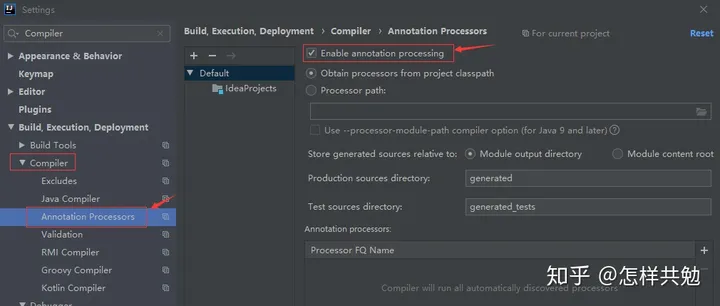 Settings
Compiler
Appearance & Behavior
Keymap
Editor
Plugins
Build, Execution, Deployment
Build Tools
Compiler
Excludes
Java Compiler
Annotation Processors
Validation
RMI Compiler
Groovy Compiler
Kotlin Compiler
Debugger
Build, Execution, Deployment › Compiler › Annotation Processors
For current project
Reset
Default
IdeaProjects
Enable annotation processing
Obtain processors from project classpath
Processor path:
Use --processor-module-path compiler option (for Java 9 and later)
Store generated sources relative to:
Module output directory
Module content root
Production sources directory:
generated
Test sources directory:
generated_tests
Annotation processors:
Processor FQ Name
Compiler will run all automatically discovered processors
知乎 @怎样共勉